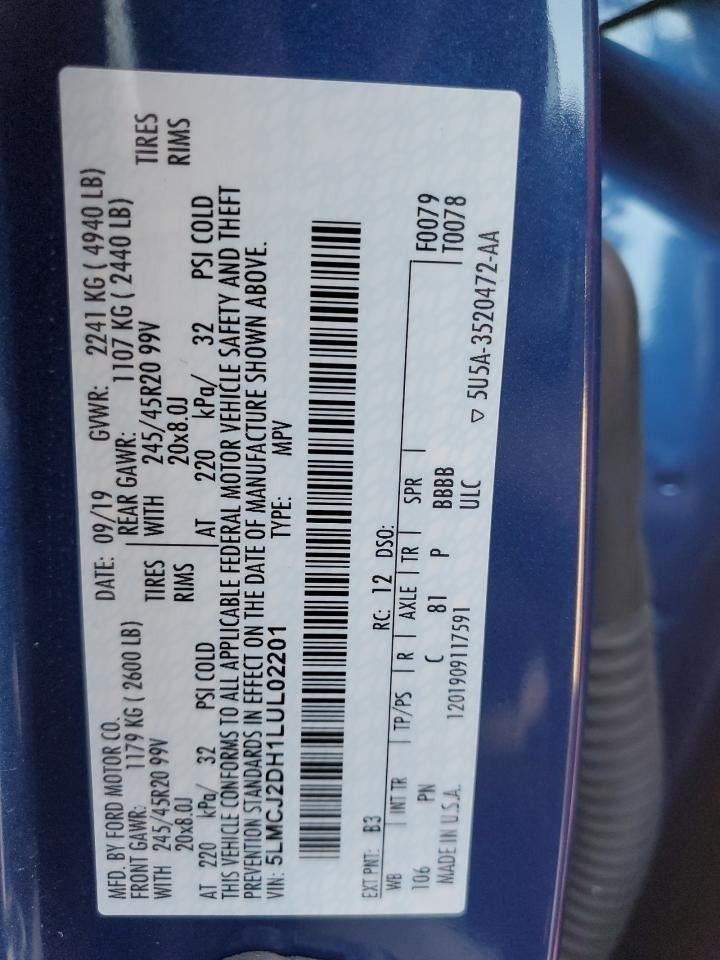 MFD. BY FORD MOTOR CO. DATE: 09/19 GVWR: 2241 KG ( 4940 LB)
FRONT GAWR: 1179 KG ( 2600 LB) REAR GAWR: 1107 KG ( 2440 LB)
WITH 245/45R20 99V TIRES WITH 245/45R20 99V TIRES
20x8.0J RIMS 20x8.0J RIMS
AT 220 kPa/ 32 PSI COLD AT 220 kPa/ 32 PSI COLD
THIS VEHICLE CONFORMS TO ALL APPLICABLE FEDERAL MOTOR VEHICLE SAFETY AND THEFT
PREVENTION STANDARDS IN EFFECT ON THE DATE OF MANUFACTURE SHOWN ABOVE.
VIN: 5LMCJ2DH1LUL02201 TYPE: MPV
EXT PNT: B3 RC: 12 DSO:
WB INT TR TP/PS R AXLE TR SPR F0079
106 PN C 81 P BBBB T0078
MADE IN U.S.A. 1201909117591 ULC
▽ 5U5A-3520472-AA